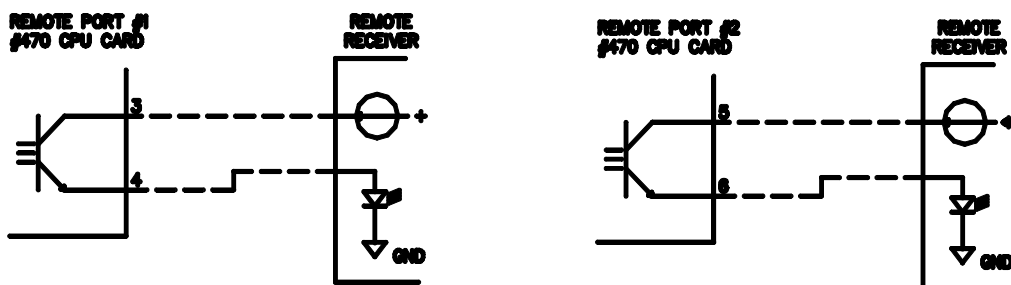 REMOTE PORT #1
#470 CPU CARD
REMOTE
RECEIVER
3
+
4
GND
REMOTE PORT #2
#470 CPU CARD
REMOTE
RECEIVER
5
6
GND